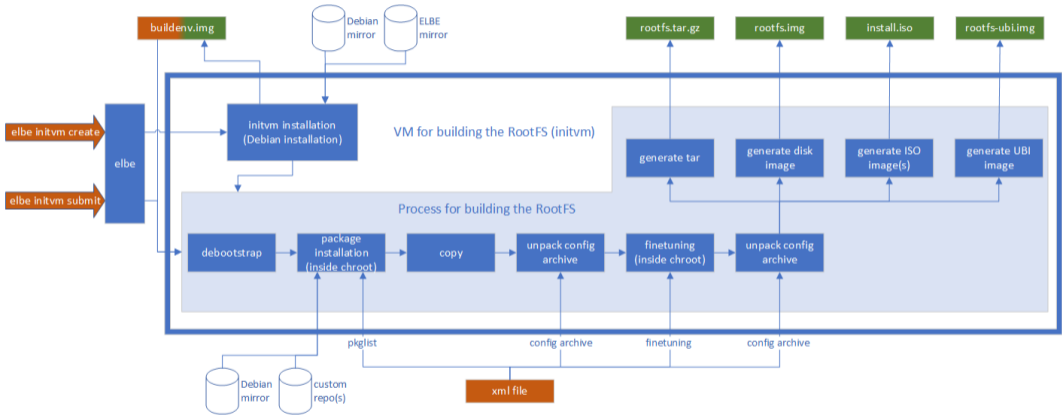 buildenv.img
Debian
mirror
ELBE
mirror
rootfs.tar.gz
rootfs.img
install.iso
rootfs-ubi.img
elbe initvm create
elbe
elbe initvm submit
initvm installation
(Debian installation)
VM for building the RootFS (initvm)
generate tar
generate disk
image
generate ISO
image(s)
generate UBI
image
Process for building the RootFS
debootstrap
package
installation
(inside chroot)
copy
unpack config
archive
finetuning
(inside chroot)
unpack config
archive
pkglist
config archive
finetuning
config archive
Debian
mirror
custom
repo(s)
xml file